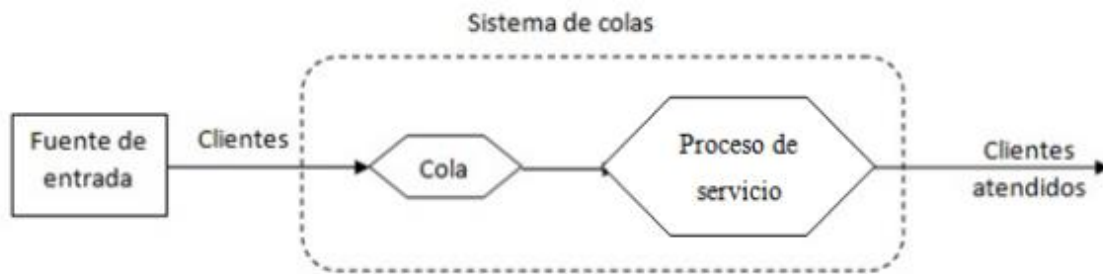 Sistema de colas
Fuente de
entrada
Clientes
Cola
Proceso de
servicio
Clientes
atendidos